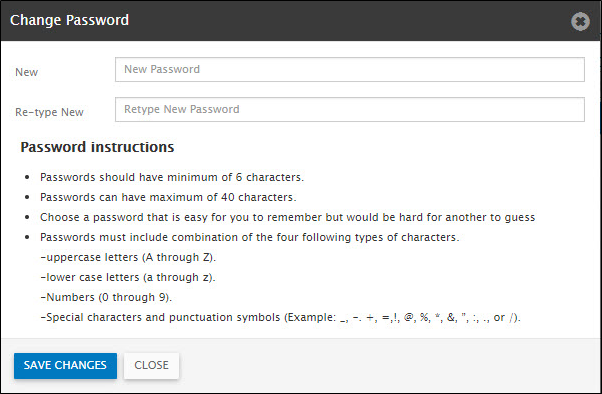 Change Password
New
New Password
Re-type New
Retype New Password
Password instructions
• Passwords should have minimum of 6 characters.
• Passwords can have maximum of 40 characters.
• Choose a password that is easy for you to remember but would be hard for another to guess
• Passwords must include combination of the four following types of characters.
-uppercase letters (A through Z).
-lower case letters (a through z).
-Numbers (0 through 9).
-Special characters and punctuation symbols (Example: _, -. +, =,!, @, %, *, &, ", :, ., or /).
SAVE CHANGES
CLOSE